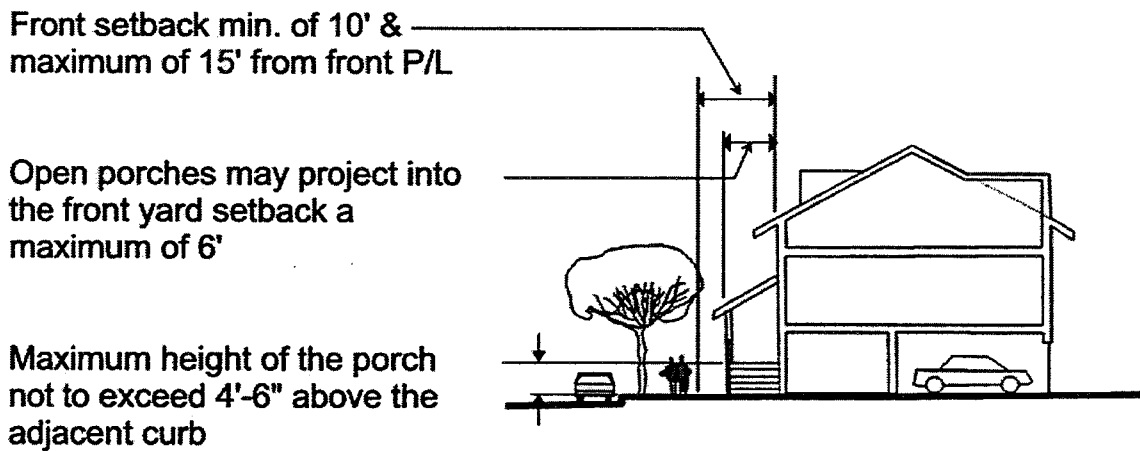 Front setback min. of 10' &
maximum of 15' from front P/L
Open porches may project into
the front yard setback a
maximum of 6'
Maximum height of the porch
not to exceed 4'-6" above the
adjacent curb